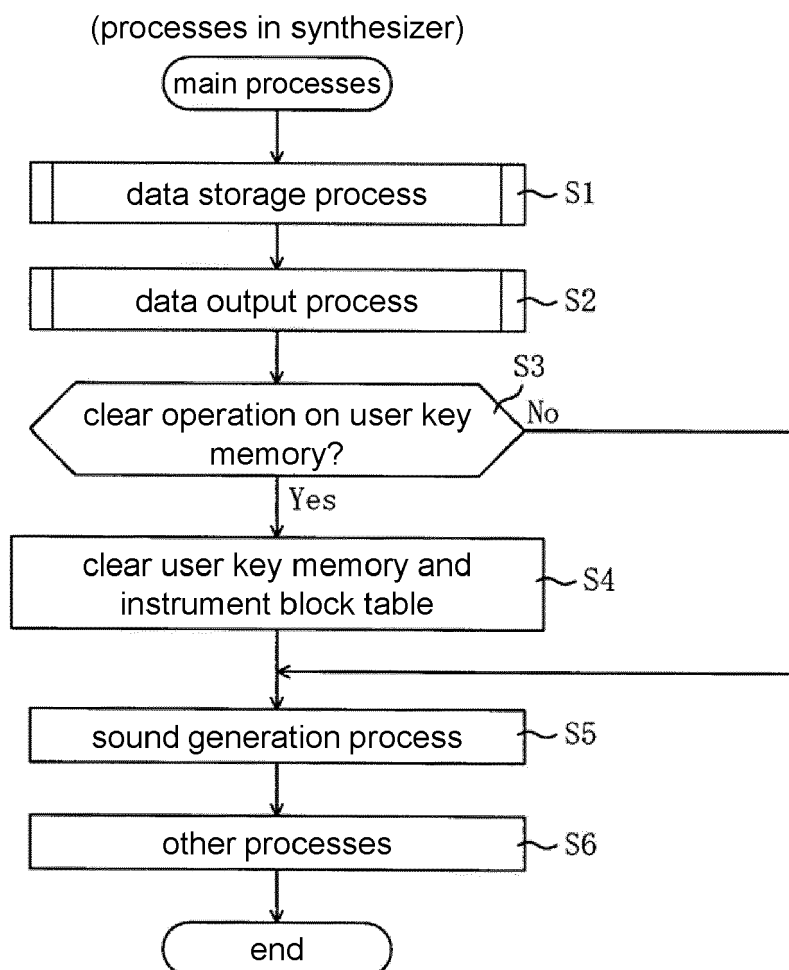 (processes in synthesizer)
main processes
data storage process
S1
data output process
S2
S3
clear operation on user key
memory?
No
Yes
clear user key memory and
instrument block table
S4
sound generation process
S5
other processes
S6
end